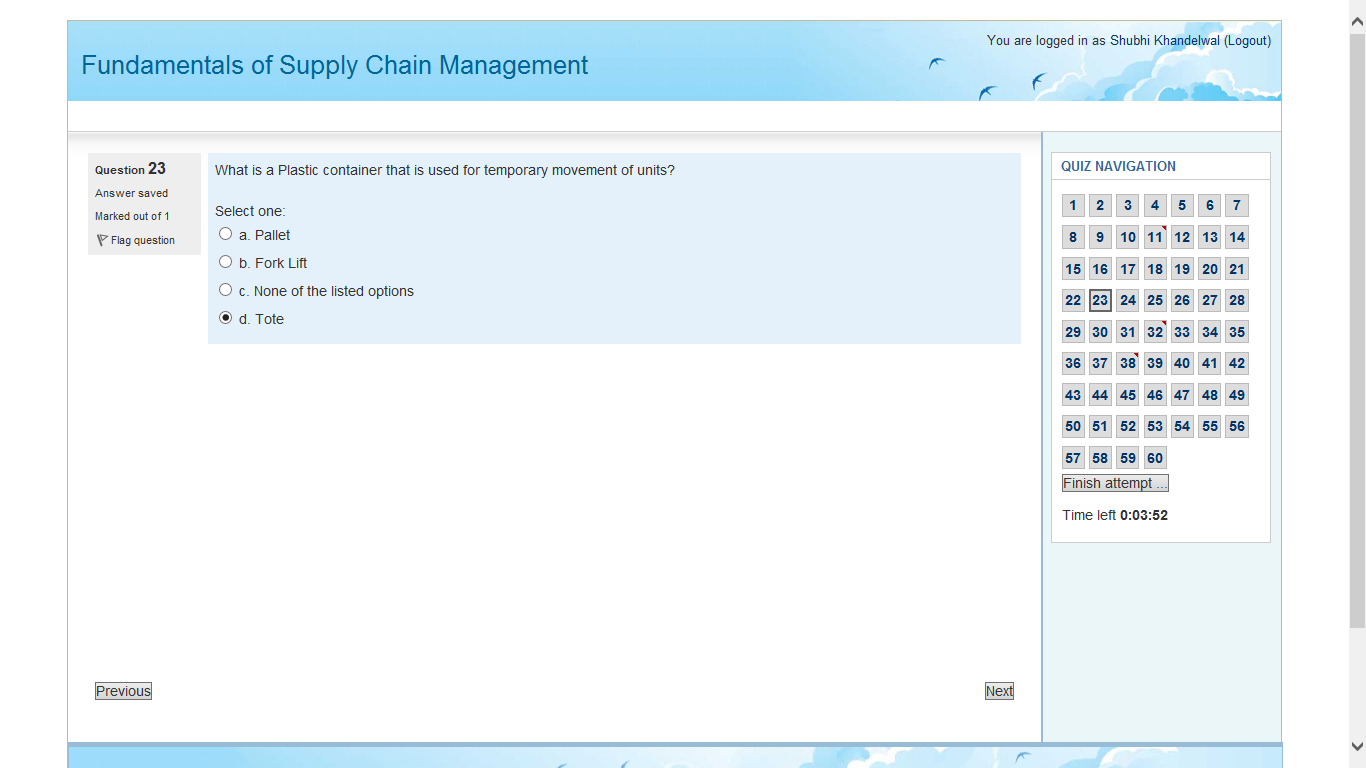 You are logged in as Shubhi Khandelwal (Logout)
Fundamentals of Supply Chain Management
Question 23
Answer saved
Marked out of 1
Flag question
What is a Plastic container that is used for temporary movement of units?
Select one:
a. Pallet
b. Fork Lift
c. None of the listed options
d. Tote
Previous
Next
QUIZ NAVIGATION
1 2 3 4 5 6 7
8 9 10 11 12 13 14
15 16 17 18 19 20 21
22 23 24 25 26 27 28
29 30 31 32 33 34 35
36 37 38 39 40 41 42
43 44 45 46 47 48 49
50 51 52 53 54 55 56
57 58 59 60
Finish attempt ...
Time left 0:03:52